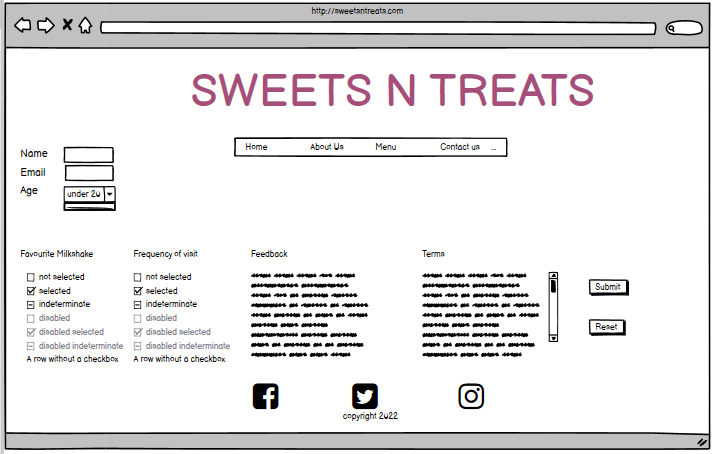 http://sweetsntreats.com
SWEETS N TREATS
Home About Us Menu Contact us ...
Name
Email
Age under 20
Favourite Milkshake Frequency of visit Feedback Terms
not selected not selected
selected selected
indeterminate indeterminate
disabled disabled
disabled selected disabled selected
disabled indeterminate disabled indeterminate
A row without a checkbox A row without a checkbox
Submit
Reset
copyright 2022